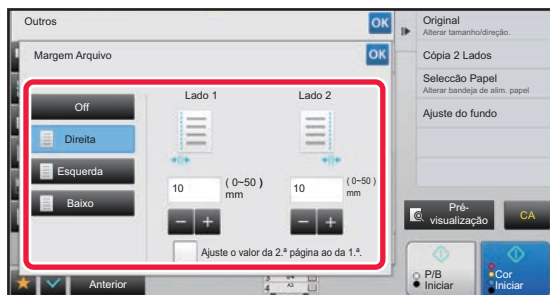 Outros
OK
Margem Arquivo
OK
Off
Direita
Esquerda
Baixo
Lado 1
Lado 2
10
( 0~50 )
mm
10
( 0~50 )
mm
Ajuste o valor da 2.ª página ao da 1.ª.
Anterior
Original
Alterar tamanho/direção.
Cópia 2 Lados
Seleccão Papel
Alterar bandeja de alim. papel
Ajuste do fundo
Pré-
visualização
CA
P/B
Iniciar
Cor
Iniciar